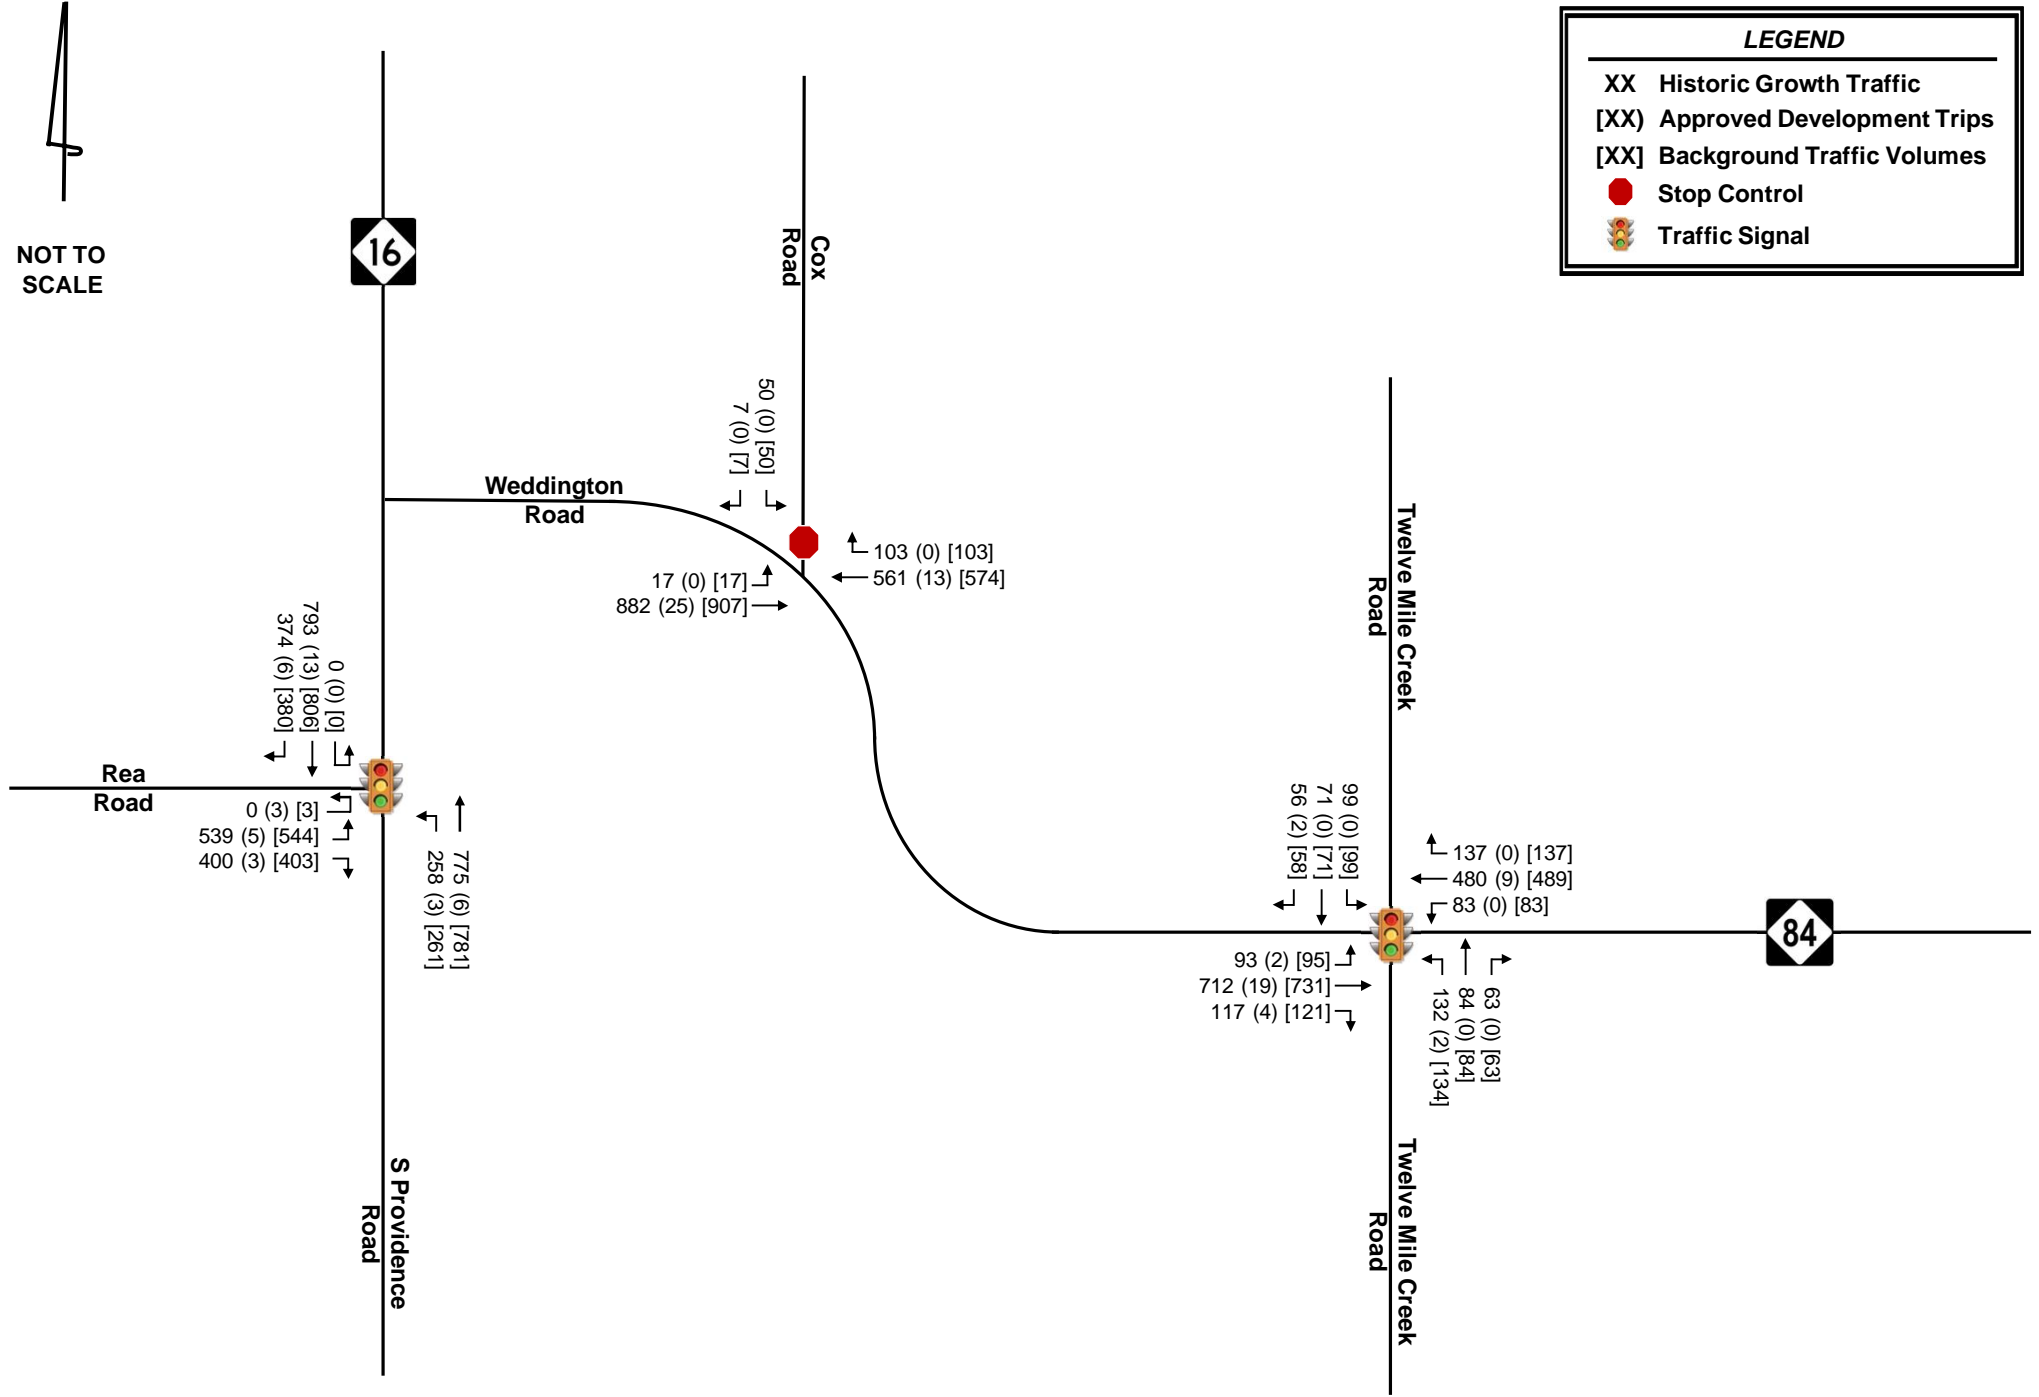 LEGEND
XX Historic Growth Traffic
[XX) Approved Development Trips
[XX] Background Traffic Volumes
Stop Control
Traffic Signal
NOT TO
SCALE
16
Cox
Road
50 (0) [50]
7 (0) [7]
Weddington
Road
103 (0) [103]
561 (13) [574]
17 (0) [17]
882 (25) [907]
Twelve Mile Creek
Road
0 (0) [0]
793 (13) [806]
374 (6) [380]
Rea
Road
0 (3) [3]
539 (5) [544]
400 (3) [403]
775 (6) [781]
258 (3) [261]
99 (0) [99]
71 (0) [71]
56 (2) [58]
137 (0) [137]
480 (9) [489]
83 (0) [83]
84
93 (2) [95]
712 (19) [731]
117 (4) [121]
63 (0) [63]
84 (0) [84]
132 (2) [134]
S Providence
Road
Twelve Mile Creek
Road